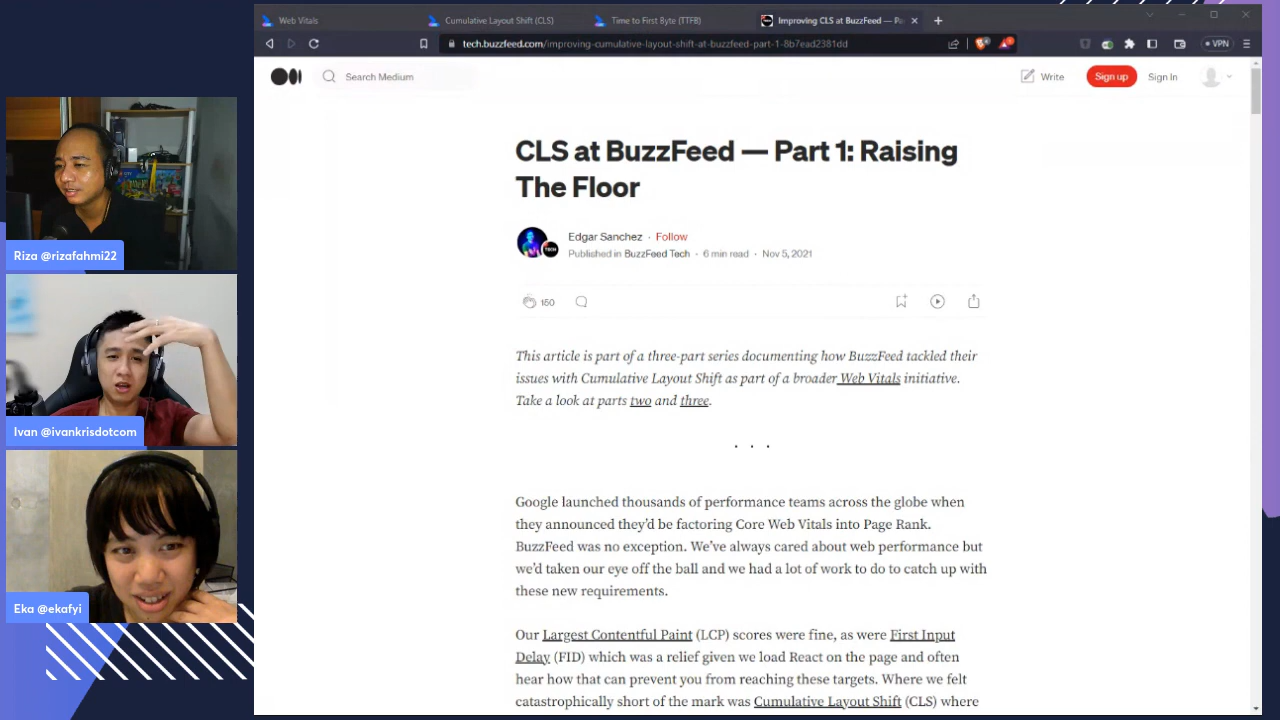 Web Vitals
Cumulative Layout Shift (CLS)
Time to First Byte (TTFB)
Improving CLS at BuzzFeed — Pa
tech.buzzfeed.com/improving-cumulative-layout-shift-at-buzzfeed-part-1-8b7ead2381dd
VPN
Search Medium
Write
Sign up
Sign In
CLS at BuzzFeed — Part 1: Raising
The Floor
Edgar Sanchez · Follow
Published in BuzzFeed Tech · 6 min read · Nov 5, 2021
TECH
150
This article is part of a three-part series documenting how BuzzFeed tackled their
issues with Cumulative Layout Shift as part of a broader Web Vitals initiative.
Take a look at parts two and three.
. . .
Google launched thousands of performance teams across the globe when
they announced they’d be factoring Core Web Vitals into Page Rank.
BuzzFeed was no exception. We’ve always cared about web performance but
we’d taken our eye off the ball and we had a lot of work to do to catch up with
these new requirements.
Our Largest Contentful Paint (LCP) scores were fine, as were First Input
Delay (FID) which was a relief given we load React on the page and often
hear how that can prevent you from reaching these targets. Where we felt
catastrophically short of the mark was Cumulative Layout Shift (CLS) where
Riza @rizafahmi22
Ivan @ivankrisdotcom
Eka @ekafyi